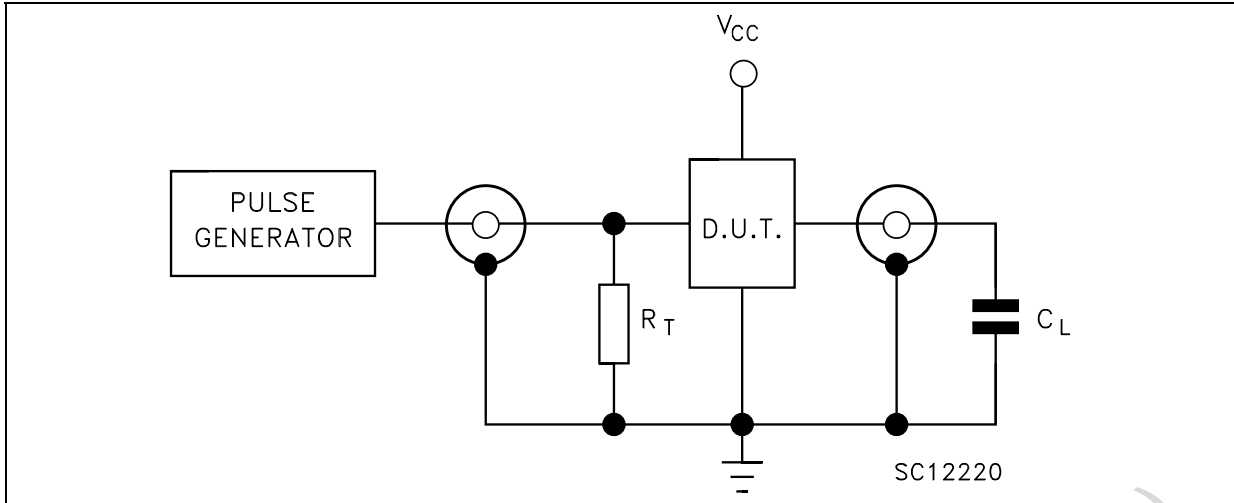 VCC
PULSE
GENERATOR
D.U.T.
RT
CL
SC12220